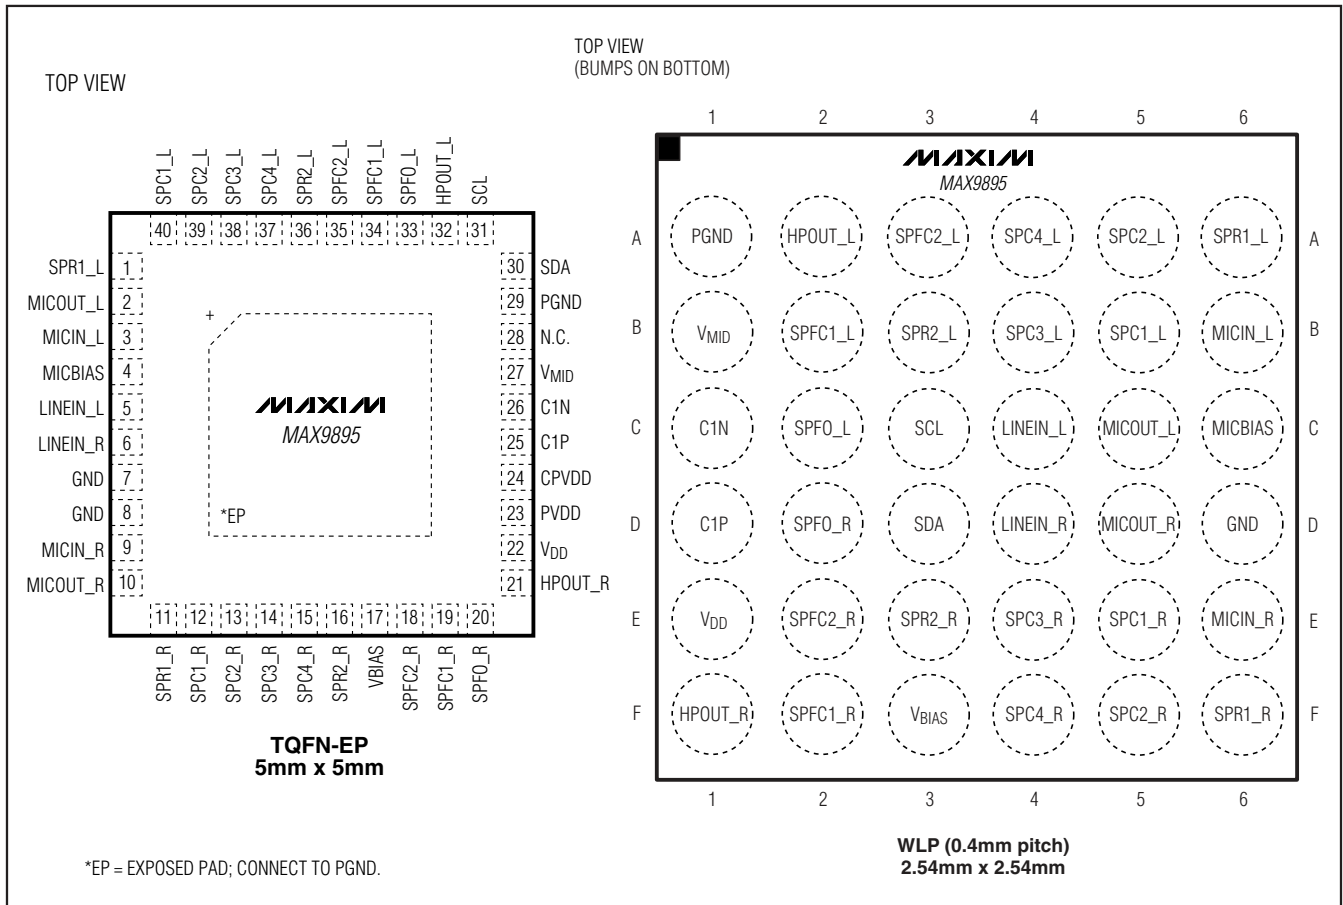 TOP VIEW
SPC1_L
SPC2_L
SPC3_L
SPC4_L
SPR2_L
SPFC2_L
SPFC1_L
SPFO_L
HPOUT_L
SCL
40 39 38 37 36 35 34 33 32 31
SPR1_L 1
MICOUT_L 2
MICIN_L 3
MICBIAS 4
LINEIN_L 5
LINEIN_R 6
GND 7
GND 8
MICIN_R 9
MICOUT_R 10
+
MAXIM
MAX9895
*EP
30 SDA
29 PGND
28 N.C.
27 VMID
26 C1N
25 C1P
24 CPVDD
23 PVDD
22 VDD
21 HPOUT_R
11 12 13 14 15 16 17 18 19 20
SPR1_R
SPC1_R
SPC2_R
SPC3_R
SPC4_R
SPR2_R
VBIAS
SPFC2_R
SPFC1_R
SPFO_R
TQFN-EP
5mm x 5mm
*EP = EXPOSED PAD; CONNECT TO PGND.
TOP VIEW
(BUMPS ON BOTTOM)
1 2 3 4 5 6
MAXIM
MAX9895
A PGND HPOUT_L SPFC2_L SPC4_L SPC2_L SPR1_L A
B VMID SPFC1_L SPR2_L SPC3_L SPC1_L MICIN_L B
C C1N SPFO_L SCL LINEIN_L MICOUT_L MICBIAS C
D C1P SPFO_R SDA LINEIN_R MICOUT_R GND D
E VDD SPFC2_R SPR2_R SPC3_R SPC1_R MICIN_R E
F HPOUT_R SPFC1_R VBIAS SPC4_R SPC2_R SPR1_R F
1 2 3 4 5 6
WLP (0.4mm pitch)
2.54mm x 2.54mm